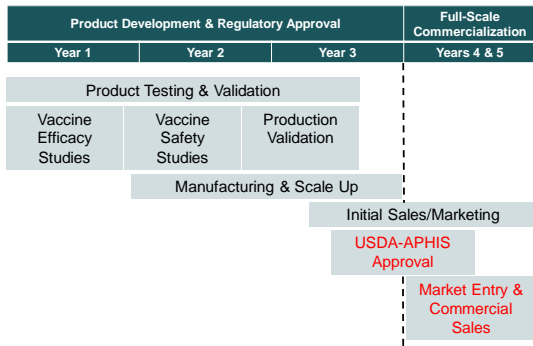 Product Development & Regulatory Approval
Full-Scale
Commercialization
Year 1
Year 2
Year 3
Years 4 & 5
Product Testing & Validation
Vaccine
Efficacy
Studies
Vaccine
Safety
Studies
Production
Validation
Manufacturing & Scale Up
Initial Sales/Marketing
USDA-APHIS
Approval
Market Entry &
Commercial
Sales